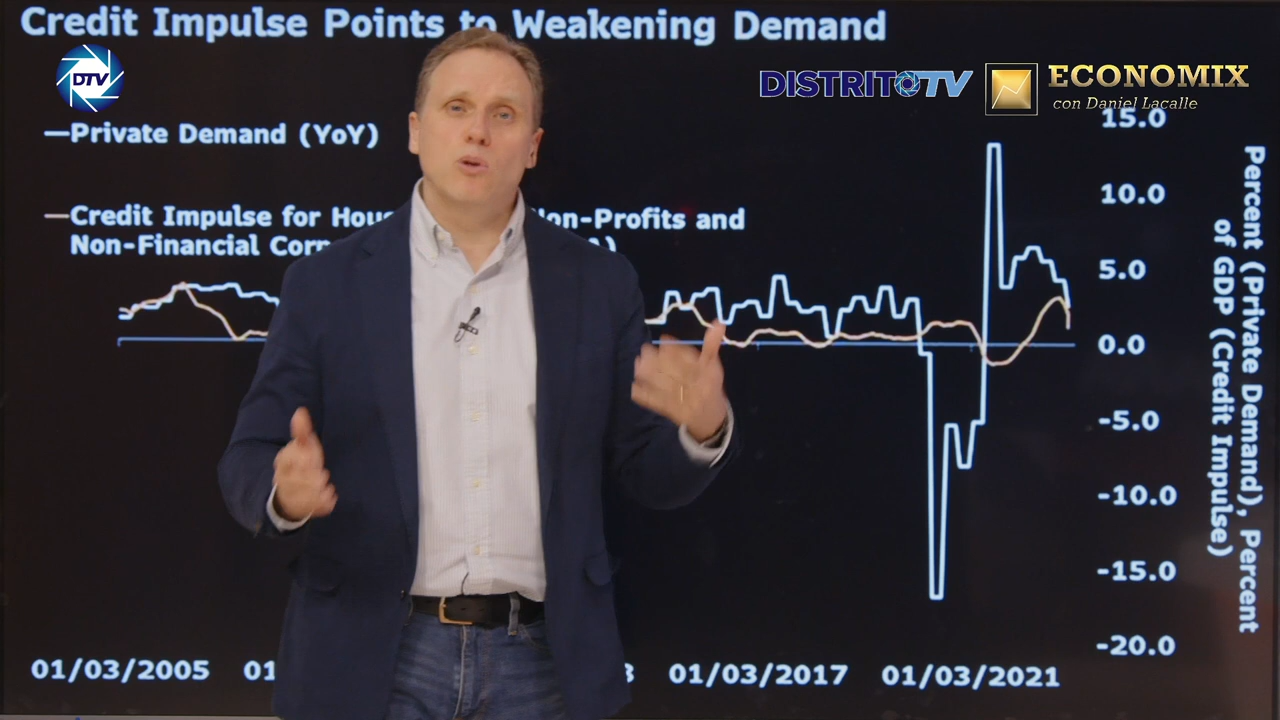 Credit Impulse Points to Weakening Demand
DTV
DISTRITOTV
ECONOMIX
con Daniel Lacalle
Private Demand (YoY)
Credit Impulse for Non-Profits and
Non-Financial
15.0
10.0
5.0
0.0
-5.0
-10.0
-15.0
-20.0
Percent (Private Demand), Percent
of GDP (Credit Impulse)
01/03/2005
01/03/2017
01/03/2021